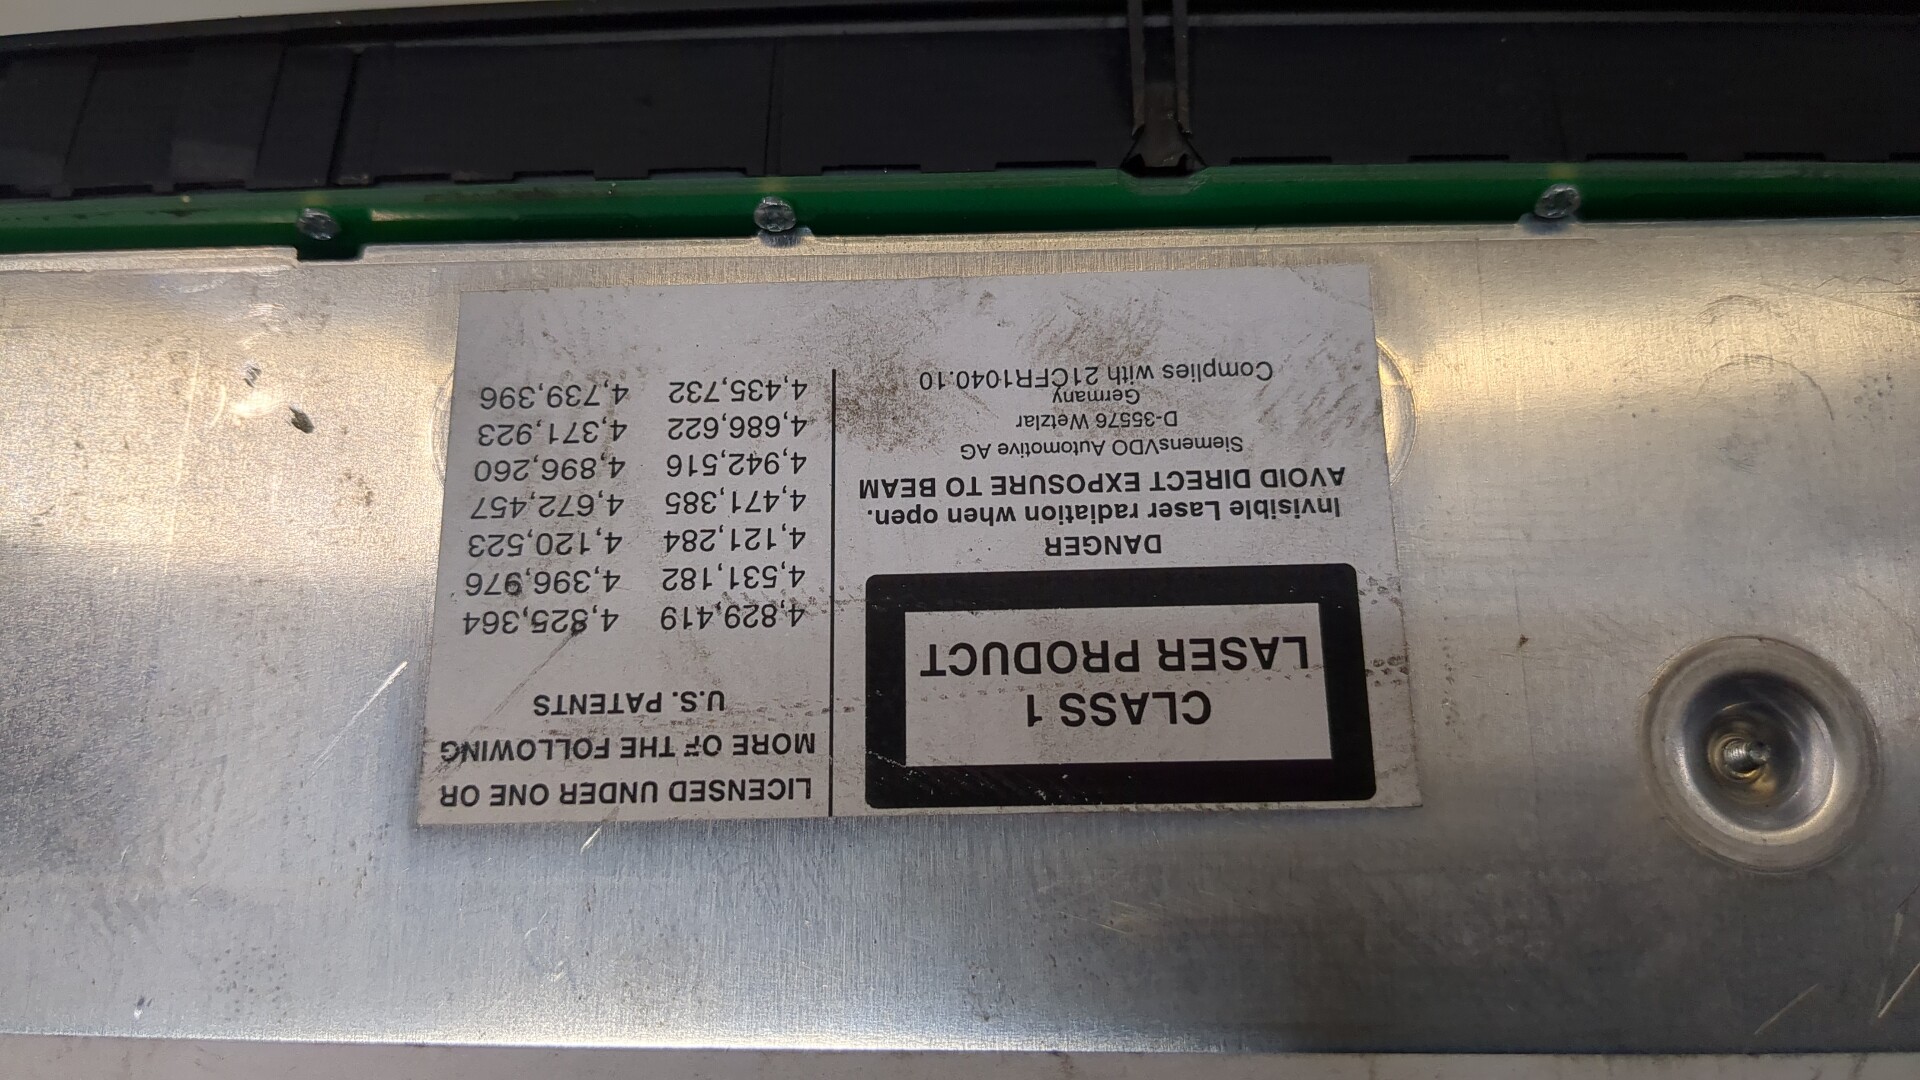 CLASS 1
LASER PRODUCT
DANGER
Invisible Laser radiation when open.
AVOID DIRECT EXPOSURE TO BEAM
SiemensVDO Automotive AG
D-35576 Wetzlar
Germany
Complies with 21CFR1040.10
LICENSED UNDER ONE OR
MORE OF THE FOLLOWING
U.S. PATENTS
4,829,419 4,825,364
4,531,182 4,396,976
4,121,284 4,120,523
4,471,385 4,672,457
4,942,516 4,896,260
4,686,622 4,371,923
4,435,732 4,739,396